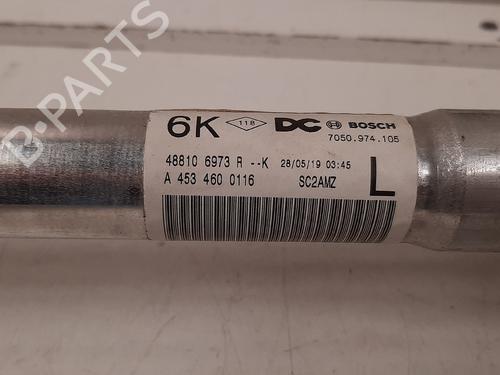 B-PARTS
6K 118 DC BOSCH
7050.974.105
48810 6973 R --K 28/05/19 03:45
A 453 460 0116 SC2AMZ
L